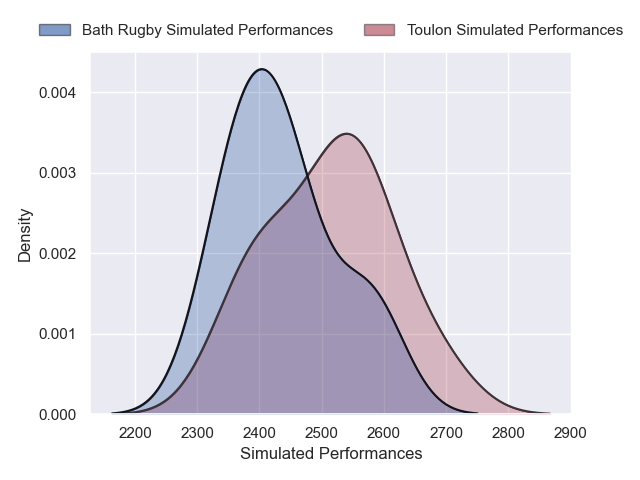 Bath Rugby Simulated Performances Toulon Simulated Performances
0.004
0.003
0.002
0.001
0.000
Density
2200 2300 2400 2500 2600 2700 2800 2900
Simulated Performances